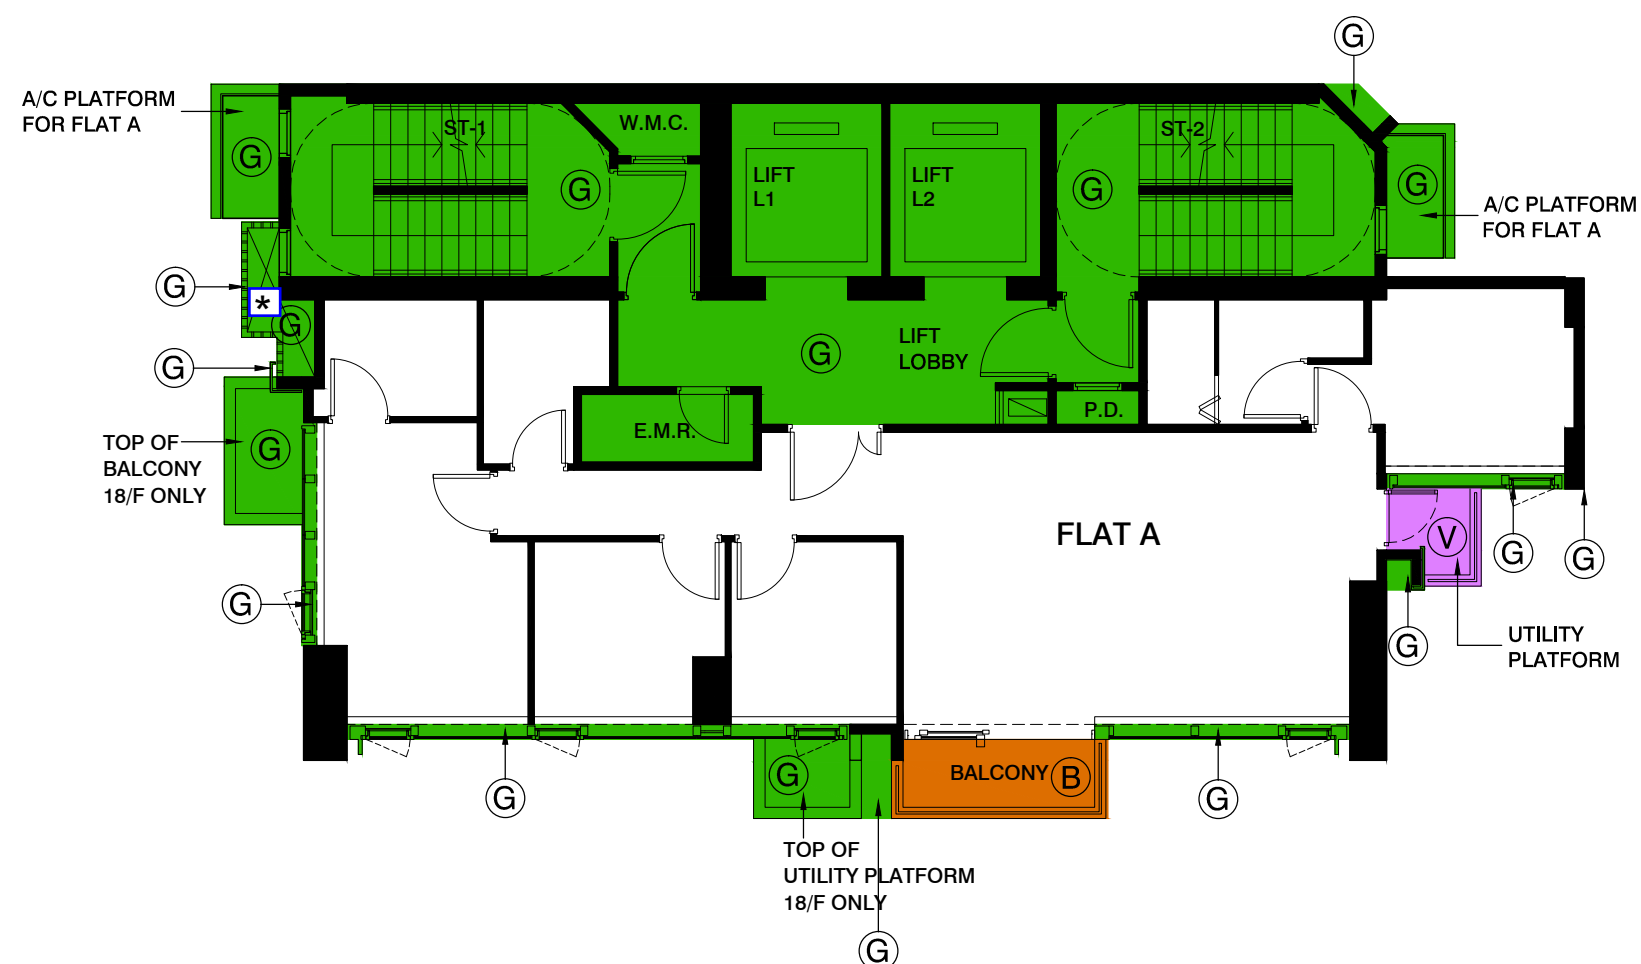 G
A/C PLATFORM
FOR FLAT A
ST-1
W.M.C.
ST-2
G
G
G
G
LIFT
L1
LIFT
L2
G
A/C PLATFORM
FOR FLAT A
G
*
G
G
LIFT
LOBBY
G
P.D.
E.M.R.
TOP OF
BALCONY
18/F ONLY
G
FLAT A
V
G
G
G
G
UTILITY
PLATFORM
G
BALCONY
B
G
G
G
TOP OF
UTILITY PLATFORM
18/F ONLY
G